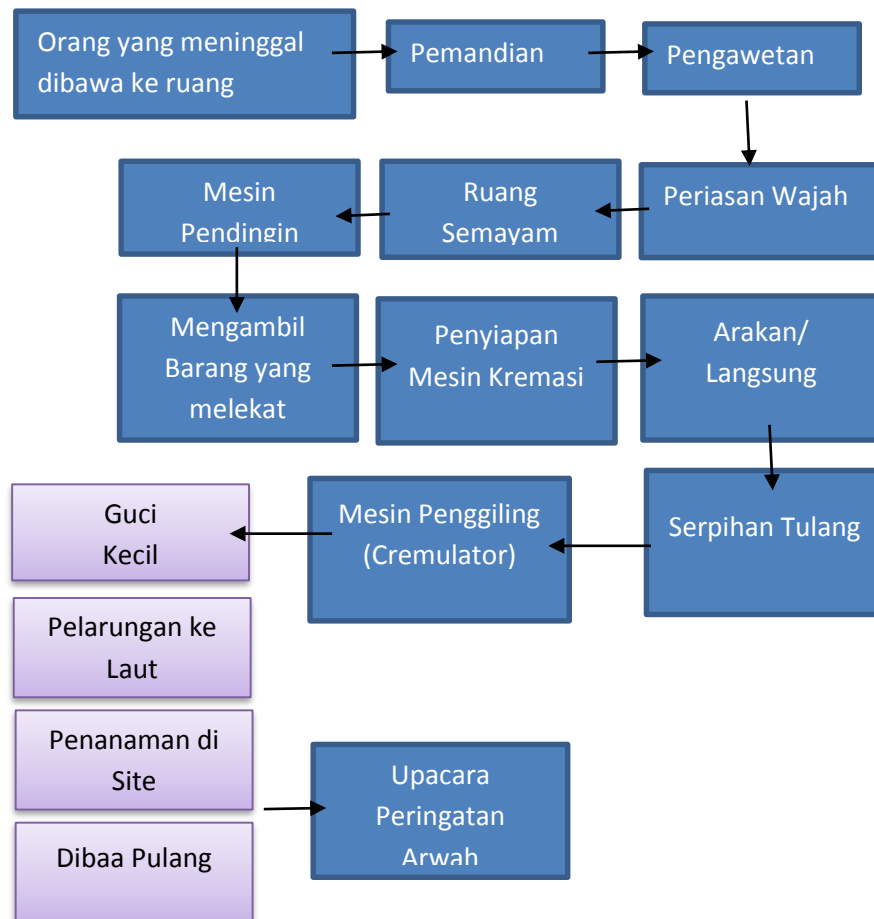 Orang yang meninggal
dibawa ke ruang
Pemandian
Pengawetan
Periasan Wajah
Ruang
Semayam
Mesin
Pendingin
Mengambil
Barang yang
melekat
Penyiapan
Mesin Kremasi
Arakan/
Langsung
Serpihan Tulang
Mesin Penggiling
(Cremulator)
Guci
Kecil
Pelarungan ke
Laut
Penanaman di
Site
Dibaa Pulang
Upacara
Peringatan
Arwah